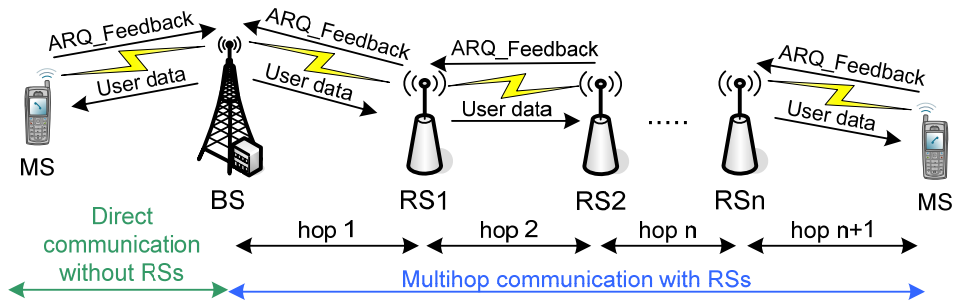 ARQ_Feedback
User data
MS
BS
ARQ_Feedback
User data
RS1
ARQ_Feedback
User data
RS2
.....
RSn
ARQ_Feedback
User data
MS
hop 1
hop 2
hop n
hop n+1
Direct
communication
without RSs
Multihop communication with RSs